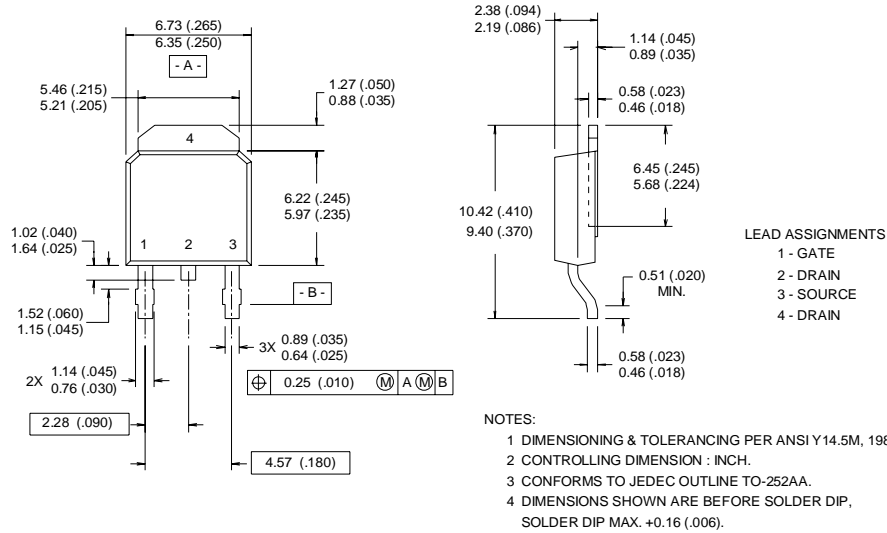 6.73 (.265)
6.35 (.250)
- A -
5.46 (.215)
5.21 (.205)
1.27 (.050)
0.88 (.035)
4
6.22 (.245)
5.97 (.235)
1.02 (.040)
1.64 (.025)
1 2 3
- B -
1.52 (.060)
1.15 (.045)
3X 0.89 (.035)
0.64 (.025)
2X 1.14 (.045)
0.76 (.030)
⌖ 0.25 (.010) Ⓜ A Ⓜ B
2.28 (.090)
4.57 (.180)
2.38 (.094)
2.19 (.086)
1.14 (.045)
0.89 (.035)
0.58 (.023)
0.46 (.018)
6.45 (.245)
5.68 (.224)
10.42 (.410)
9.40 (.370)
0.51 (.020)
MIN.
0.58 (.023)
0.46 (.018)
LEAD ASSIGNMENTS
1 - GATE
2 - DRAIN
3 - SOURCE
4 - DRAIN
NOTES:
1 DIMENSIONING & TOLERANCING PER ANSI Y14.5M, 198
2 CONTROLLING DIMENSION : INCH.
3 CONFORMS TO JEDEC OUTLINE TO-252AA.
4 DIMENSIONS SHOWN ARE BEFORE SOLDER DIP,
SOLDER DIP MAX. +0.16 (.006).